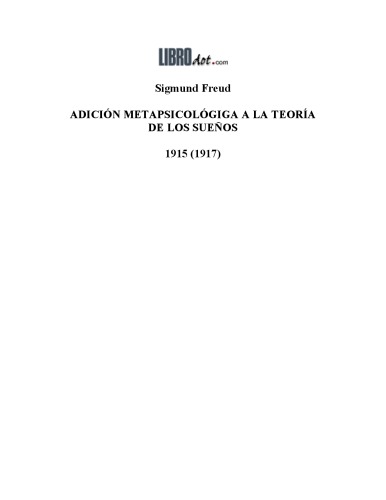 LIBROdot.com
Sigmund Freud
ADICIÓN METAPSICOLÓGIGA A LA TEORÍA
DE LOS SUEÑOS
1915 (1917)